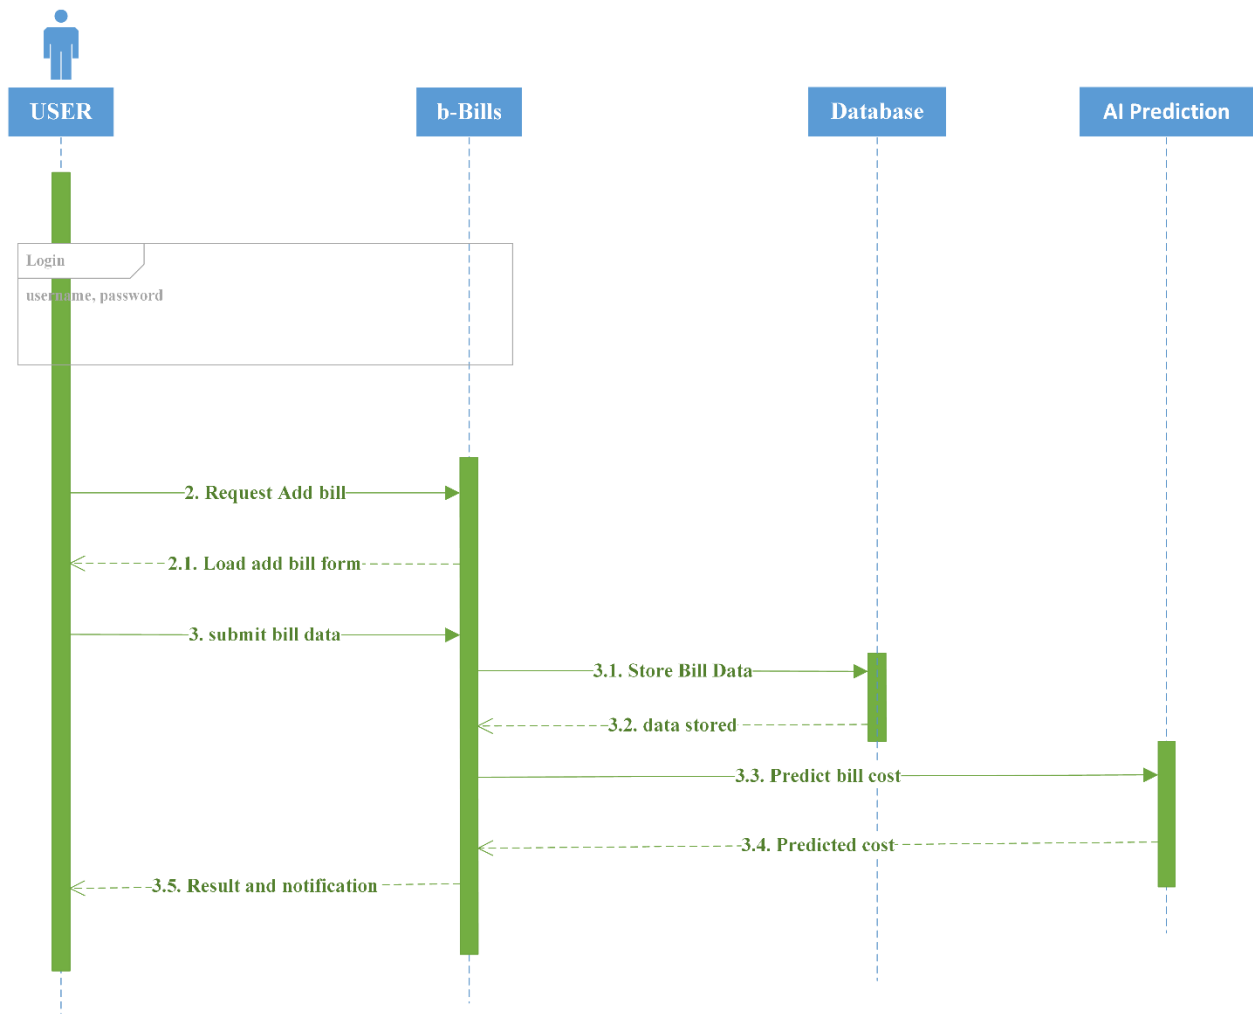 USER
b-Bills
Database
AI Prediction
Login
username, password
2. Request Add bill
2.1. Load add bill form
3. submit bill data
3.1. Store Bill Data
3.2. data stored
3.3. Predict bill cost
3.4. Predicted cost
3.5. Result and notification